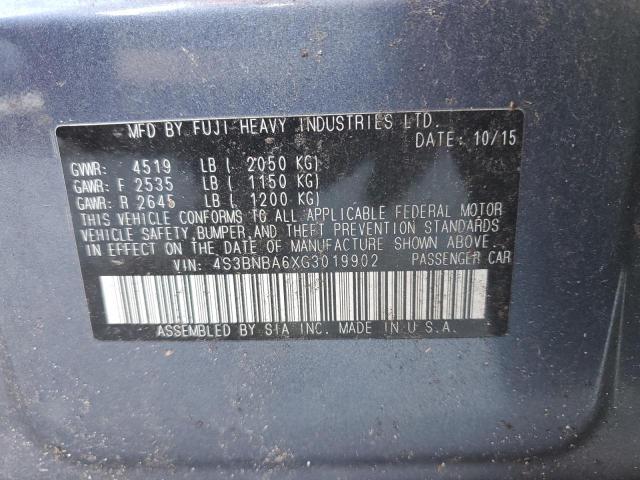 MFD BY FUJI HEAVY INDUSTRIES LTD.
DATE: 10/15
GVWR: 4519 LB ( 2050 KG)
GAWR: F 2535 LB ( 1150 KG)
GAWR: R 2645 LB ( 1200 KG)
THIS VEHICLE CONFORMS TO ALL APPLICABLE FEDERAL MOTOR
VEHICLE SAFETY, BUMPER, AND THEFT PREVENTION STANDARDS
IN EFFECT ON THE DATE OF MANUFACTURE SHOWN ABOVE.
VIN: 4S3BNBA6XG3019902 PASSENGER CAR
ASSEMBLED BY SIA INC. MADE IN U.S.A.